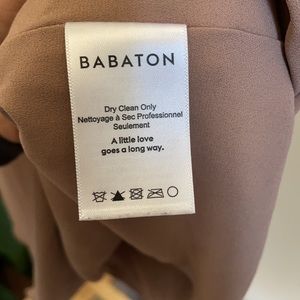 BABATON
Dry Clean Only
Nettoyage à Sec Professionnel
Seulement
A little love
goes a long way.